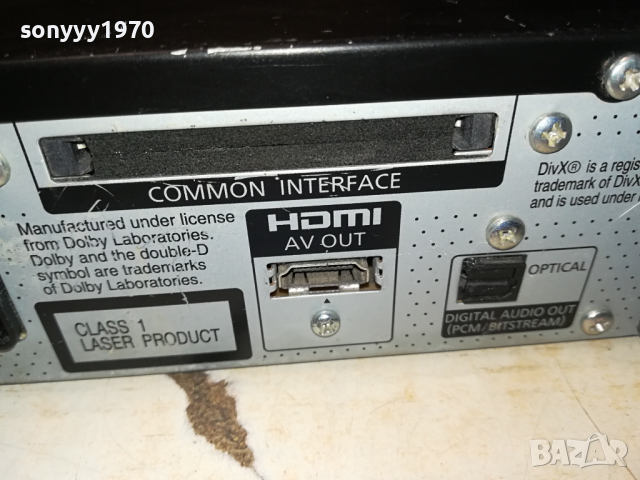 sonyyy1970
COMMON INTERFACE
Manufactured under license
from Dolby Laboratories.
Dolby and the double-D
symbol are trademarks
of Dolby Laboratories.
CLASS 1
LASER PRODUCT
HDMI
AV OUT
DivX® is a regis
trademark of DivX
and is used under
OPTICAL
DIGITAL AUDIO OUT
(PCM/BITSTREAM)
BAZAR